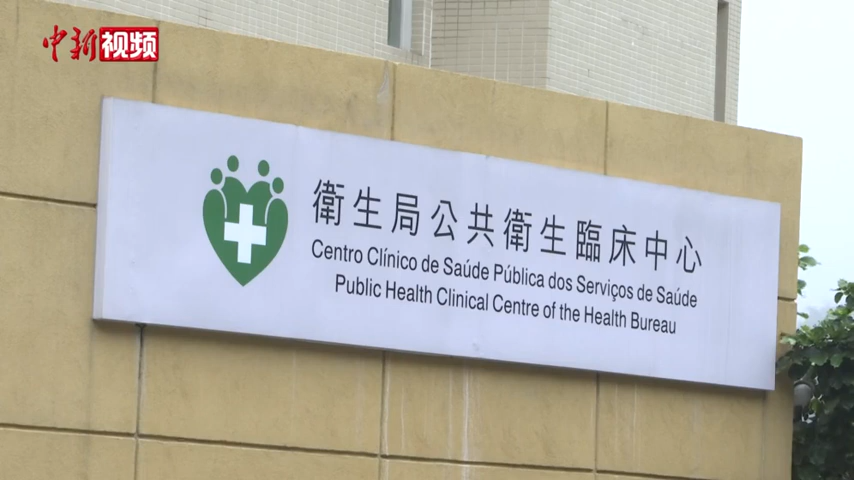 中新视频
衛生局公共衛生臨床中心
Centro Clínico de Saúde Pública dos Serviços de Saúde
Public Health Clinical Centre of the Health Bureau